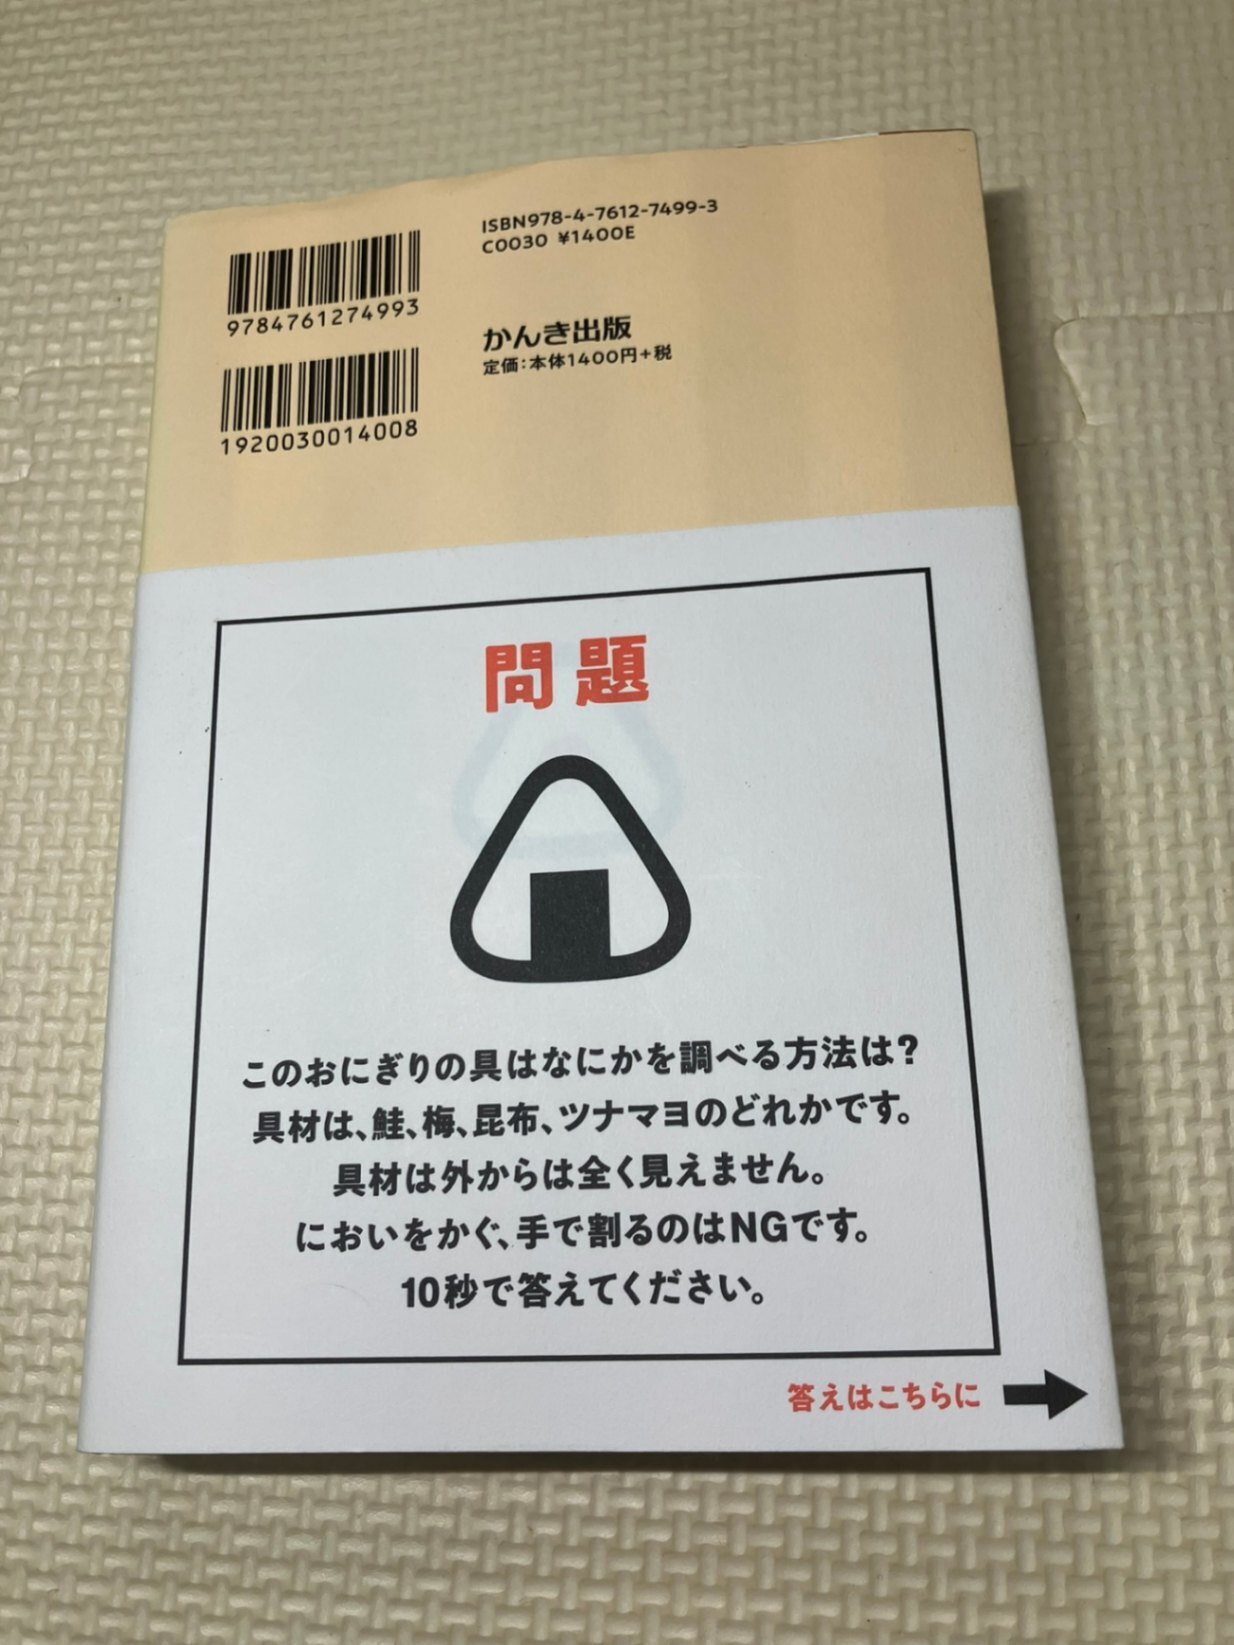 ISBN978-4-7612-7499-3
C0030 ¥1400E
9784761274993
かんき出版
定価：本体1400円+税
1920030014008
問題
このおにぎりの具はなにかを調べる方法は？
具材は、鮭、梅、昆布、ツナマヨのどれかです。
具材は外からは全く見えません。
においをかぐ、手で割るのはNGです。
10秒で答えてください。
答えはこちらに